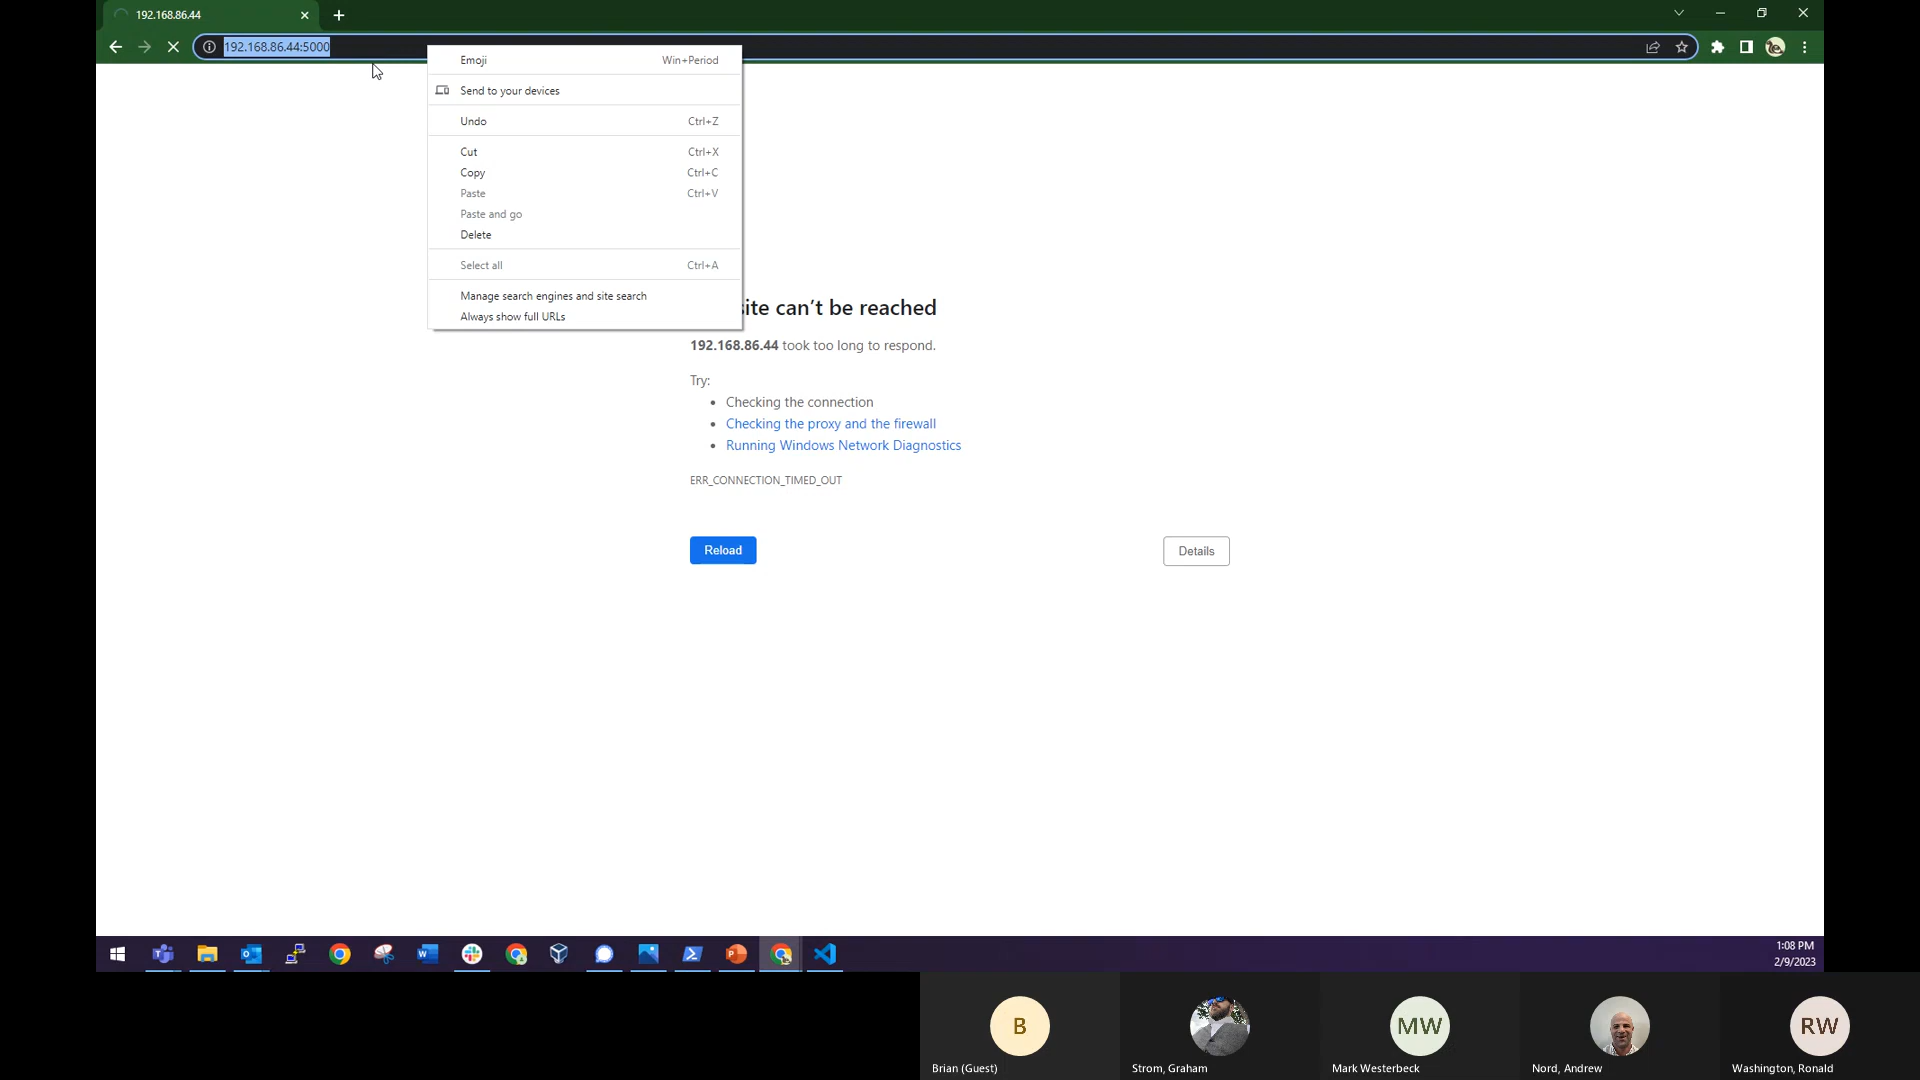 192.168.86.44
192.168.86.44:5000
Emoji Win+Period
Send to your devices
Undo Ctrl+Z
Cut Ctrl+X
Copy Ctrl+C
Paste Ctrl+V
Paste and go
Delete
Select all Ctrl+A
Manage search engines and site search
Always show full URLs
site can’t be reached
192.168.86.44 took too long to respond.
Try:
• Checking the connection
• Checking the proxy and the firewall
• Running Windows Network Diagnostics
ERR_CONNECTION_TIMED_OUT
Reload
Details
1:08 PM
2/9/2023
B
MW
RW
Brian (Guest)
Strom, Graham
Mark Westerbeck
Nord, Andrew
Washington, Ronald